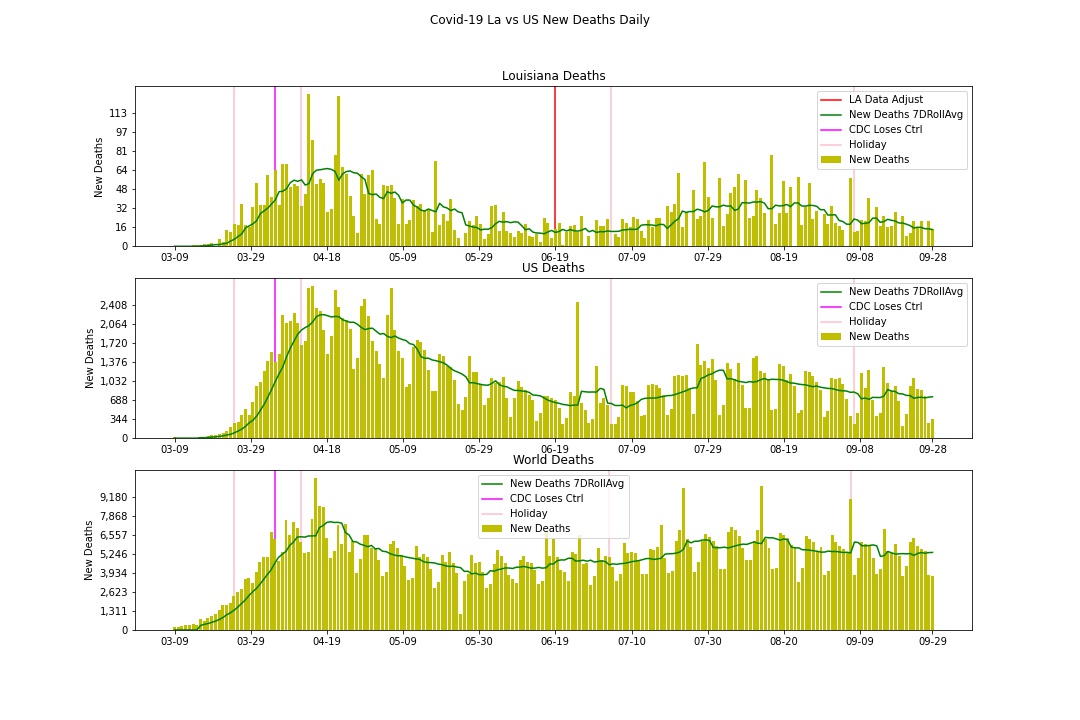 Covid-19 La vs US New Deaths Daily
Louisiana Deaths
New Deaths
113
97
81
64
48
32
16
0
LA Data Adjust
New Deaths 7DRollAvg
CDC Loses Ctrl
Holiday
New Deaths
03-09 03-29 04-18 05-09 05-30 06-19 07-09 07-29 08-19 09-08 09-28
US Deaths
New Deaths
2,408
2,064
1,720
1,376
1,032
688
344
0
New Deaths 7DRollAvg
CDC Loses Ctrl
Holiday
New Deaths
03-09 03-29 04-18 05-09 05-30 06-19 07-09 07-29 08-19 09-08 09-28
World Deaths
New Deaths
9,180
7,868
6,557
5,246
3,934
2,623
1,311
0
New Deaths 7DRollAvg
CDC Loses Ctrl
Holiday
New Deaths
03-09 03-29 04-18 05-09 05-30 06-19 07-10 07-30 08-20 09-08 09-28